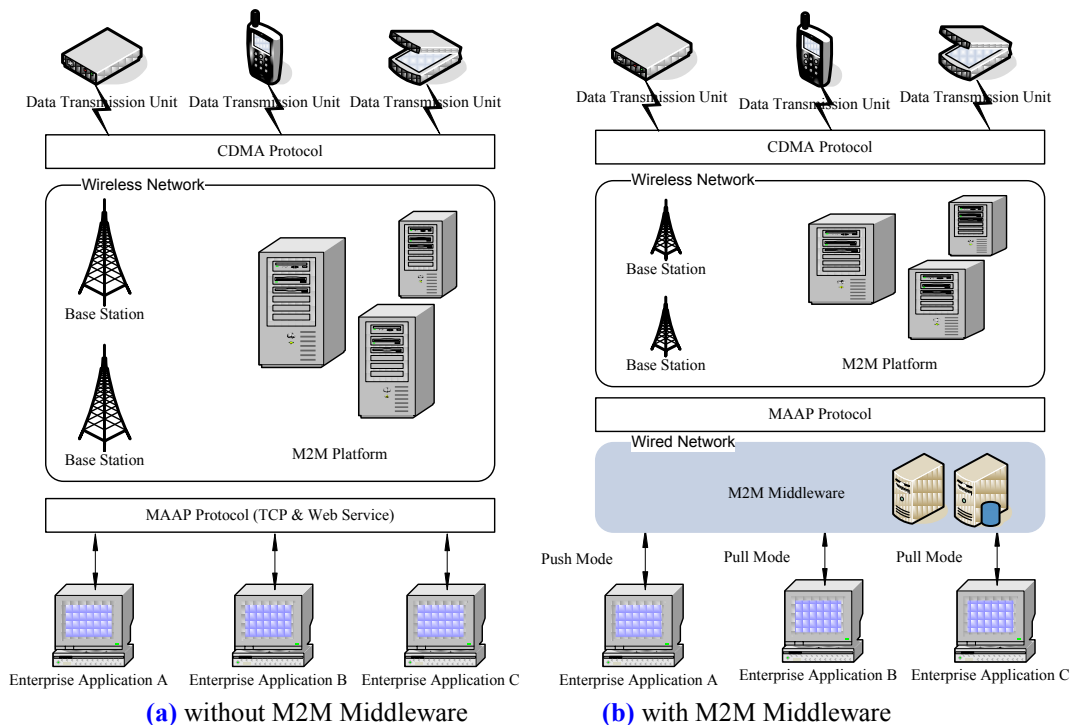 Data Transmission Unit
Data Transmission Unit
Data Transmission Unit
CDMA Protocol
Wireless Network
Base Station
Base Station
M2M Platform
MAAP Protocol (TCP & Web Service)
Enterprise Application A
Enterprise Application B
Enterprise Application C
(a) without M2M Middleware
Data Transmission Unit
Data Transmission Unit
Data Transmission Unit
CDMA Protocol
Wireless Network
Base Station
Base Station
M2M Platform
MAAP Protocol
Wired Network
M2M Middleware
Push Mode
Pull Mode
Pull Mode
Enterprise Application A
Enterprise Application B
Enterprise Application C
(b) with M2M Middleware